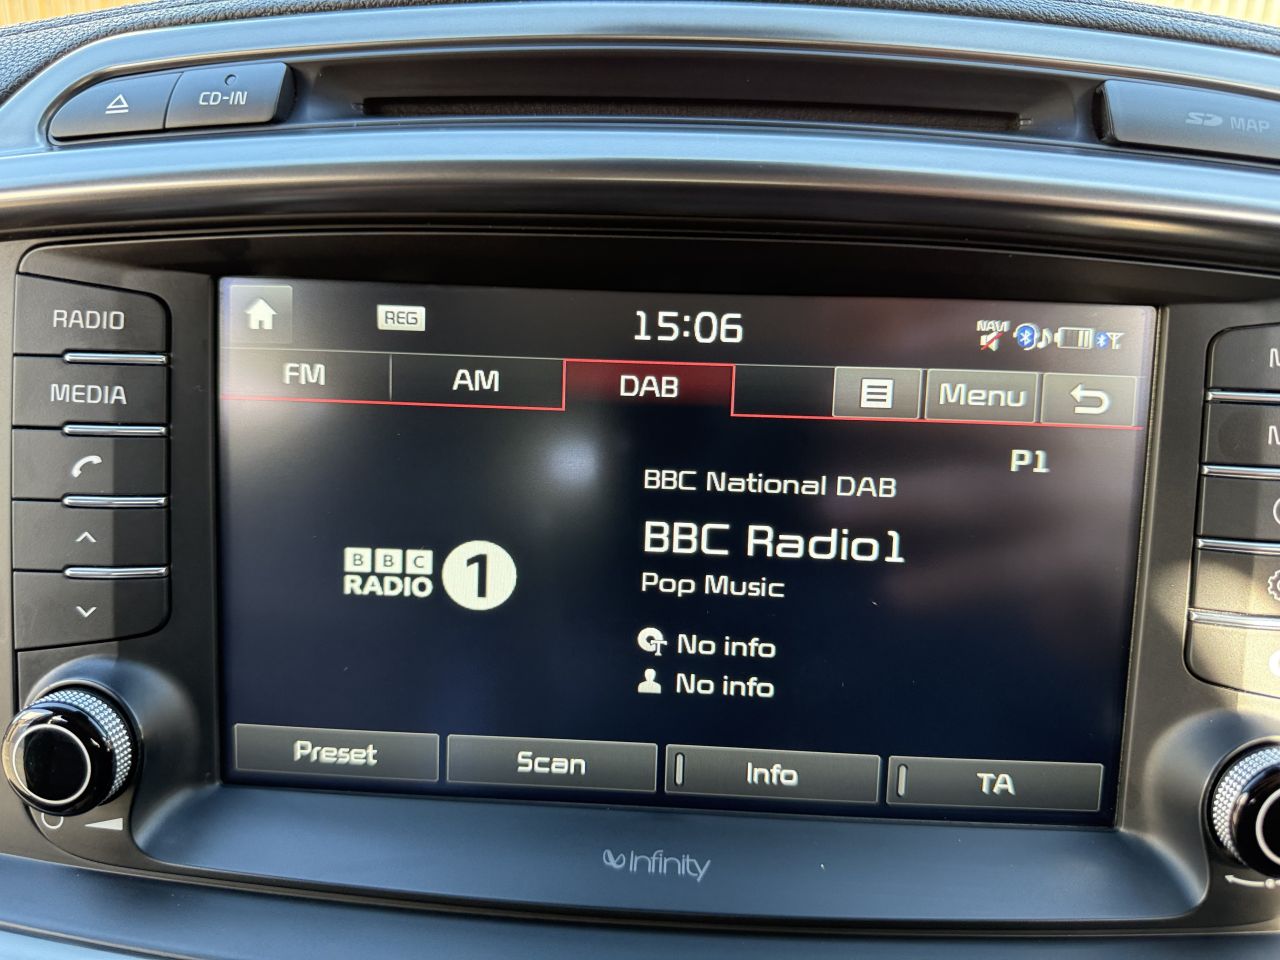 CD-IN
SD MAP
RADIO
MEDIA
REG
15:06
NAVI
FM
AM
DAB
Menu
P1
BBC National DAB
BBC Radio1
Pop Music
BBC
RADIO 1
No info
No info
Preset
Scan
Info
TA
Infinity